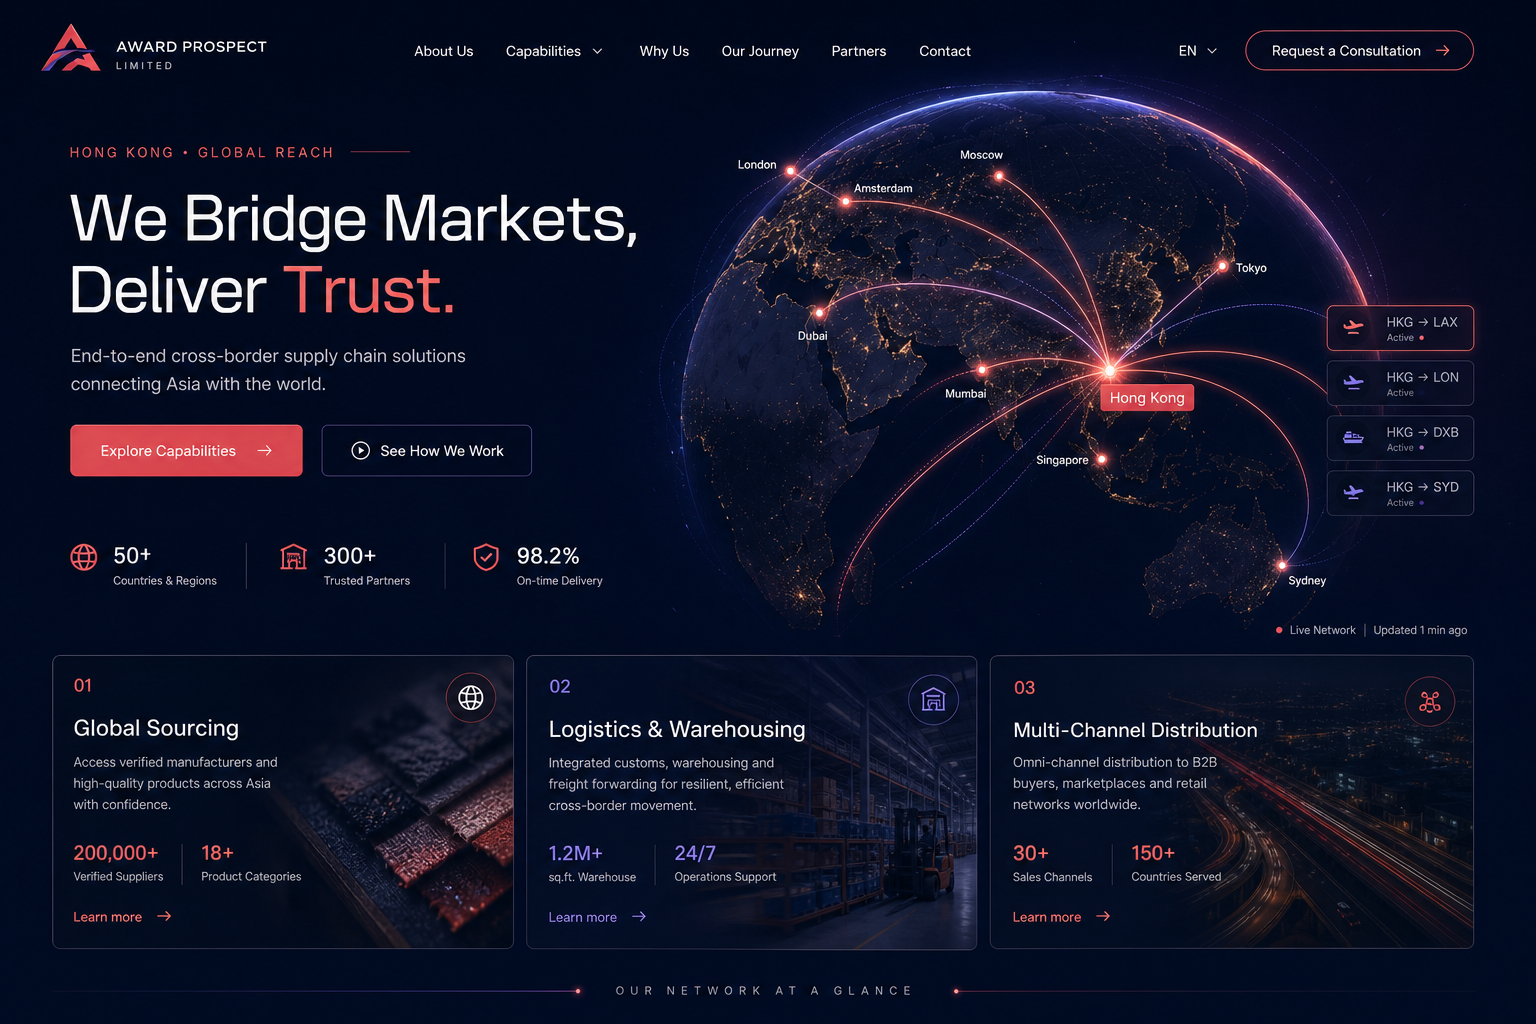 AWARD PROSPECT
LIMITED
About Us
Capabilities
Why Us
Our Journey
Partners
Contact
EN
Request a Consultation →
HONG KONG • GLOBAL REACH
We Bridge Markets,
Deliver Trust.
End-to-end cross-border supply chain solutions
connecting Asia with the world.
Explore Capabilities →
See How We Work
50+
Countries & Regions
300+
Trusted Partners
98.2%
On-time Delivery
London
Amsterdam
Moscow
Tokyo
Dubai
Mumbai
Hong Kong
Singapore
Sydney
HKG → LAX
Active
HKG → LON
Active
HKG → DXB
Active
HKG → SYD
Active
Live Network | Updated 1 min ago
01
Global Sourcing
Access verified manufacturers and
high-quality products across Asia
with confidence.
200,000+
Verified Suppliers
18+
Product Categories
Learn more →
02
Logistics & Warehousing
Integrated customs, warehousing and
freight forwarding for resilient, efficient
cross-border movement.
1.2M+
sq.ft. Warehouse
24/7
Operations Support
Learn more →
03
Multi-Channel Distribution
Omni-channel distribution to B2B
buyers, marketplaces and retail
networks worldwide.
30+
Sales Channels
150+
Countries Served
Learn more →
OUR NETWORK AT A GLANCE